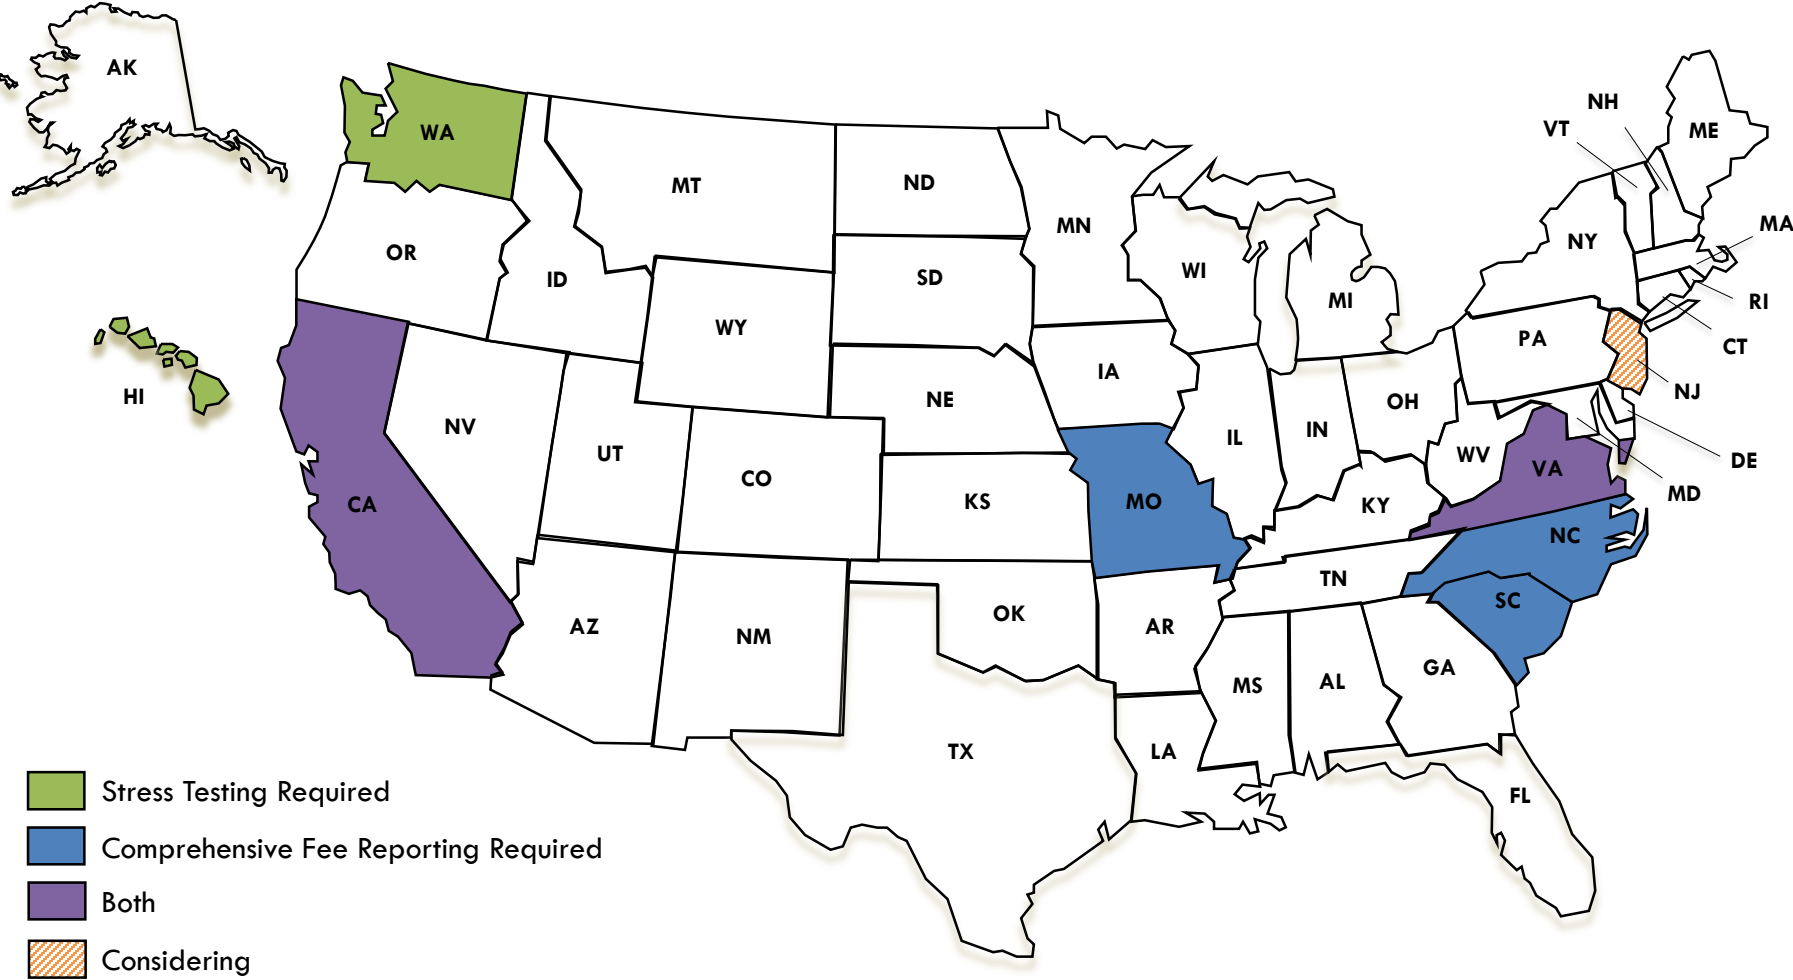 AK
WA
MT
ND
MN
OR
ID
SD
WI
MI
NY
VT
NH
ME
MA
RI
CT
NJ
DE
MD
HI
WY
NE
IA
PA
NV
UT
CO
KS
MO
IL
IN
OH
WV
VA
KY
CA
NC
TN
SC
AZ
NM
OK
AR
MS
AL
GA
TX
LA
FL
Stress Testing Required
Comprehensive Fee Reporting Required
Both
Considering